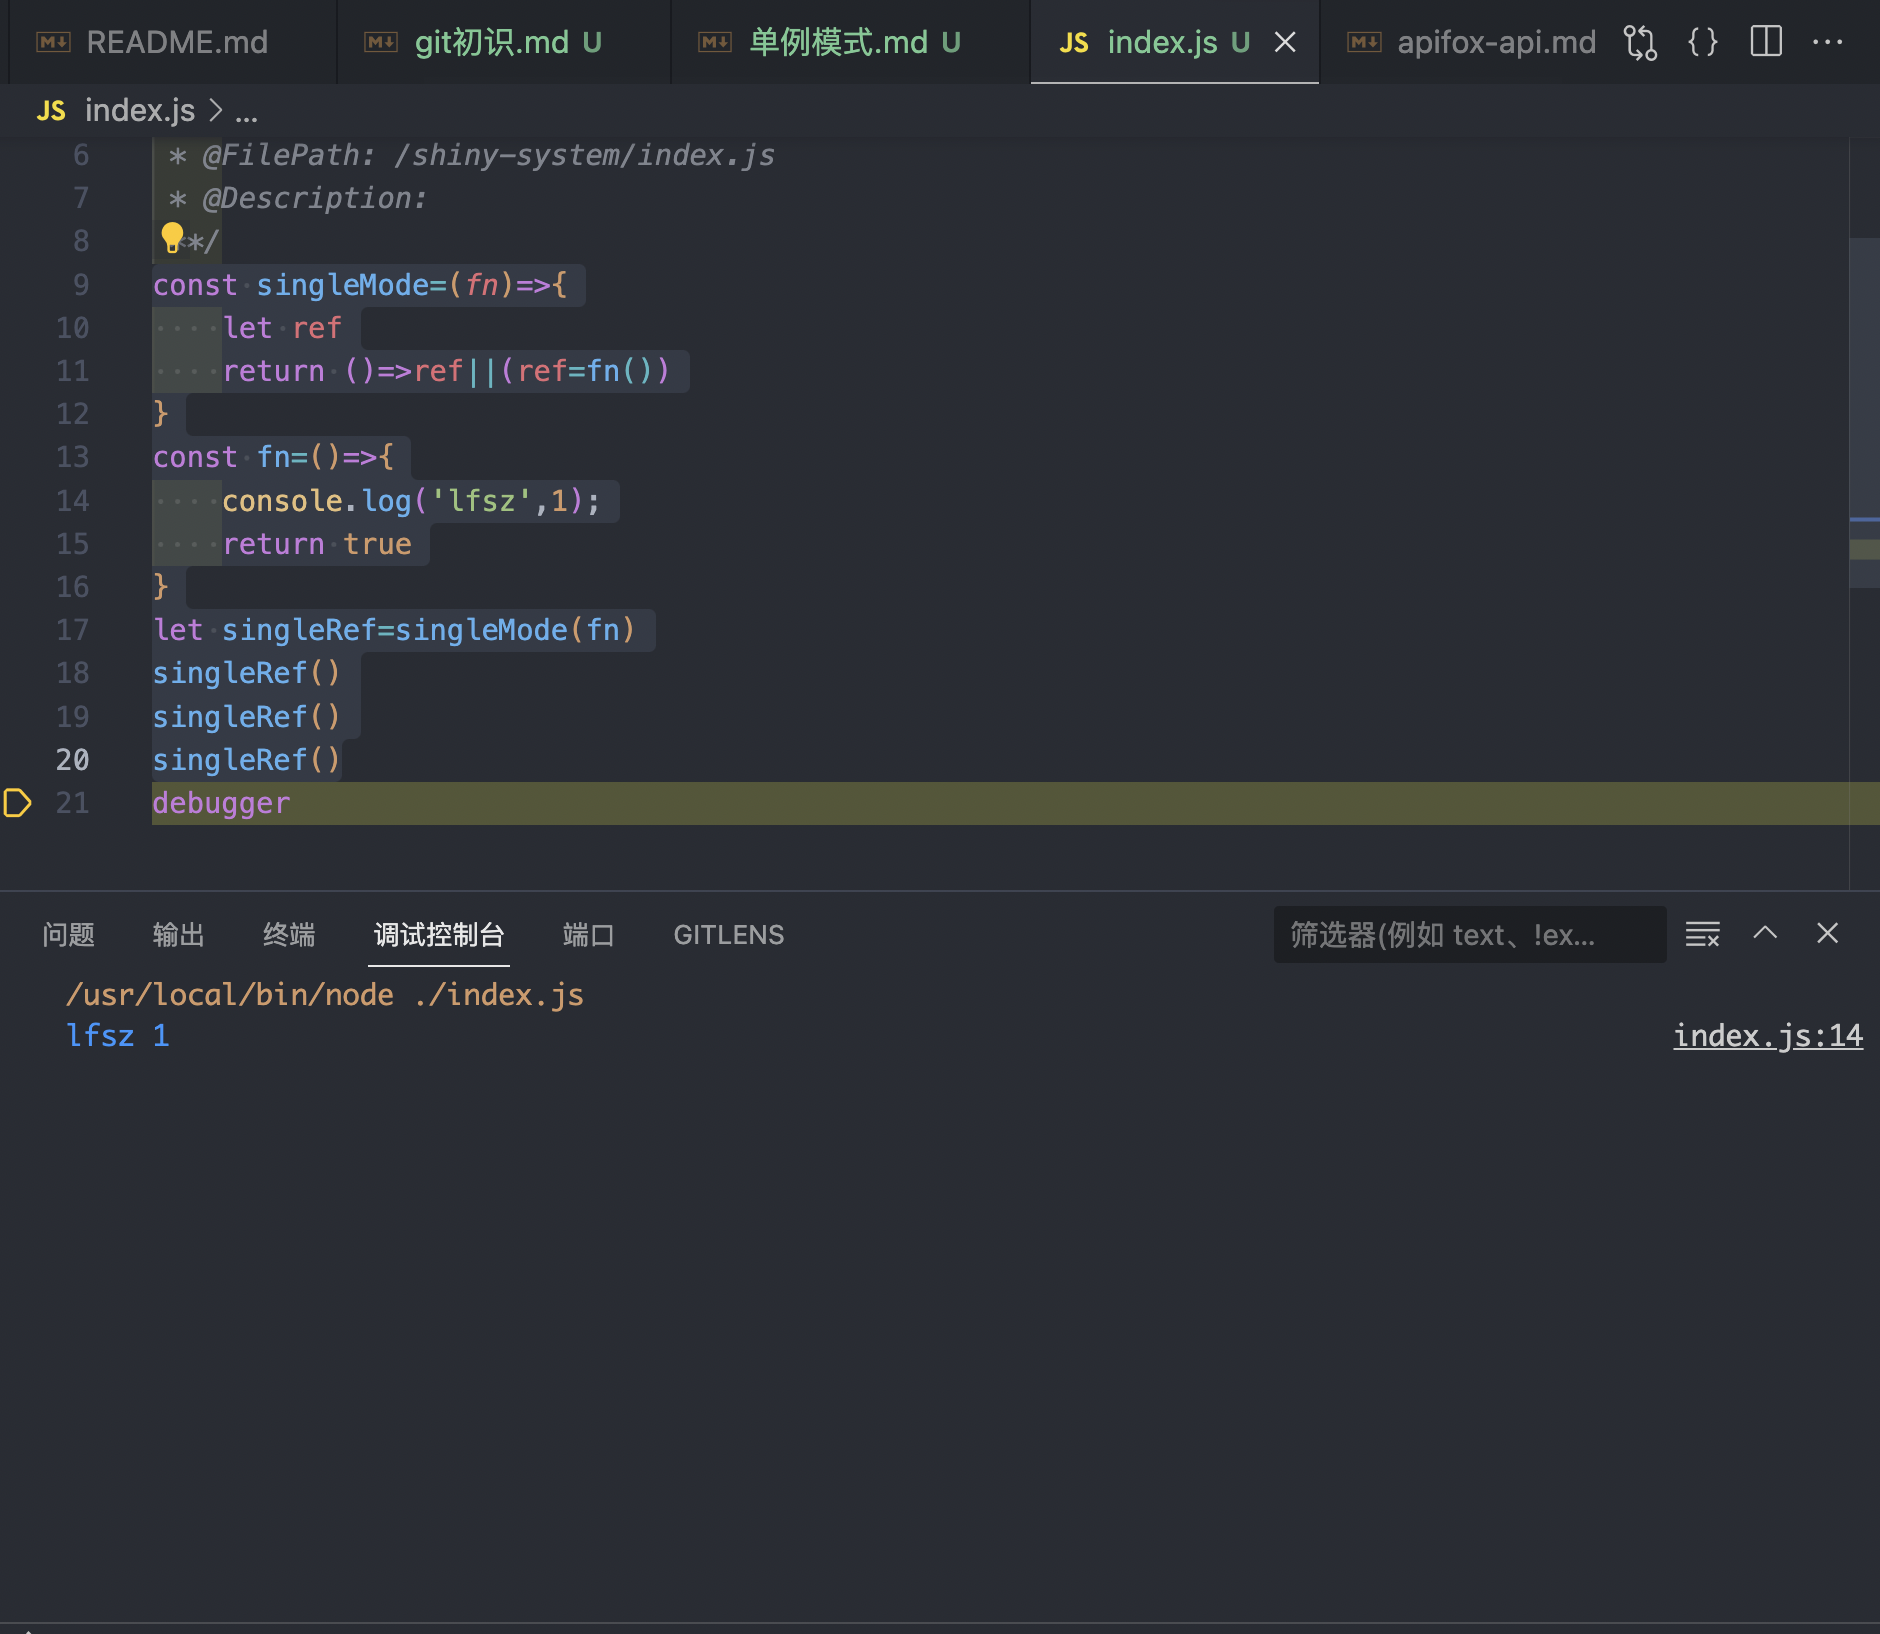 README.md git初识.md U 单例模式.md U JS index.js U apifox-api.md
JS index.js > ...
6 * @FilePath: /shiny-system/index.js
7 * @Description:
8 **/
9 const singleMode=(fn)=>{
10 let ref
11 return ()=>ref||(ref=fn())
12 }
13 const fn=()=>{
14 console.log('lfsz',1);
15 return true
16 }
17 let singleRef=singleMode(fn)
18 singleRef()
19 singleRef()
20 singleRef()
21 debugger
问题 输出 终端 调试控制台 端口 GITLENS 筛选器(例如 text、!ex...
/usr/local/bin/node ./index.js
lfsz 1 index.js:14